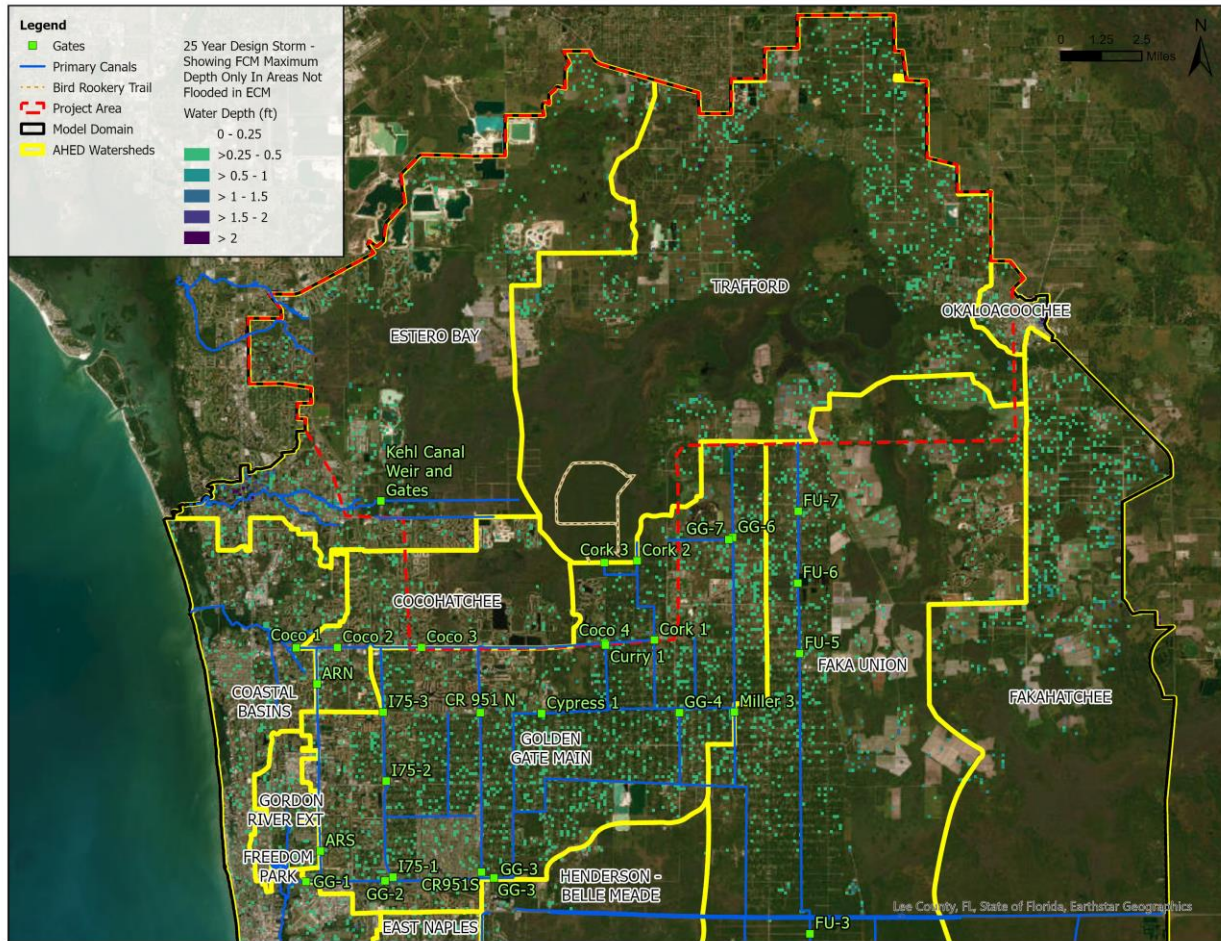 Legend
Gates
Primary Canals
Bird Rookery Trail
Project Area
Model Domain
AHED Watersheds
25 Year Design Storm -
Showing FCM Maximum
Depth Only In Areas Not
Flooded in ECM
Water Depth (ft)
0 - 0.25
>0.25 - 0.5
> 0.5 - 1
> 1 - 1.5
> 1.5 - 2
> 2
N
0 1.25 2.5
Miles
TRAFFORD
OKALOACOOCHEE
ESTERO BAY
Kehl Canal
Weir and
Gates
FU-7
GG-7
GG-6
Cork 3
Cork 2
FU-6
COCOHATCHEE
Coco 1
Coco 2
Coco 3
Coco 4
Cork 1
Curry 1
FU-5
FAKA UNION
ARN
COASTAL
BASINS
I75-3
CR 951 N
Cypress 1
GG-4
Miller 3
FAKAHATCHEE
GOLDEN
GATE MAIN
I75-2
GORDON
RIVER EXT
ARS
FREEDOM
PARK
GG-1
I75-1
GG-2
CR951S
GG-3
GG-3
HENDERSON -
BELLE MEADE
EAST NAPLES
FU-3
Lee County, FL, State of Florida, Earthstar Geographics